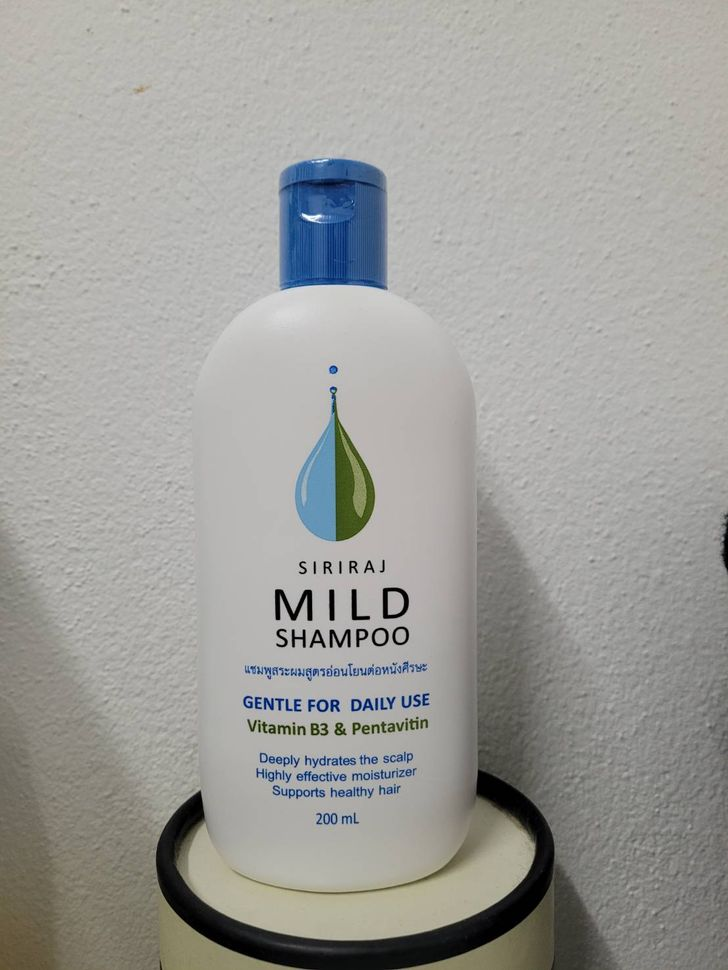 SIRIRAJ
MILD
SHAMPOO
แชมพูสระผมสูตรอ่อนโยนต่อหนังศีรษะ
GENTLE FOR DAILY USE
Vitamin B3 & Pentavitin
Deeply hydrates the scalp
Highly effective moisturizer
Supports healthy hair
200 mL